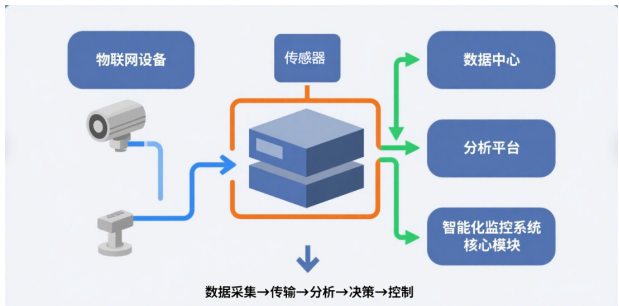 物联网设备
传感器
数据中心
分析平台
智能化监控系统
核心模块
数据采集→传输→分析→决策→控制